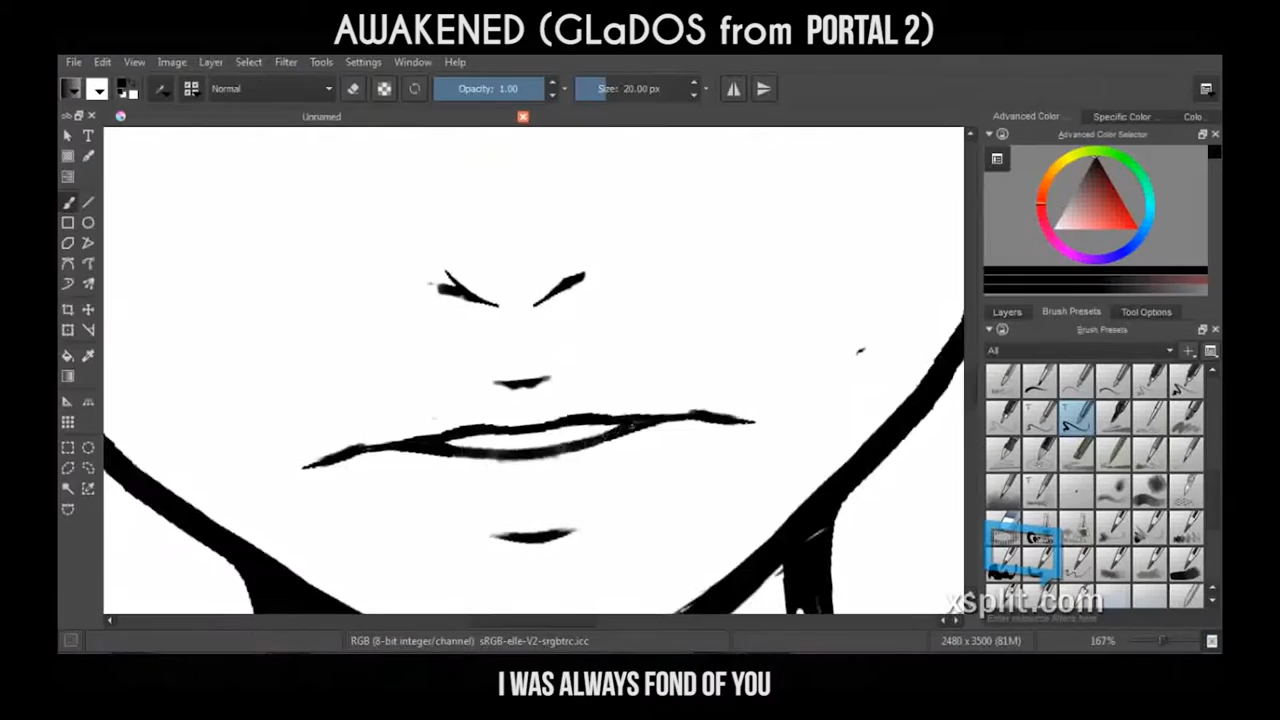 AWAKENED (GLaDOS from PORTAL 2)
File Edit View Image Layer Select Filter Tools Settings Window Help
Normal Opacity: 1.00 Size: 20.00 px
Unnamed
Advanced Color ... Specific Color ... Colo...
Advanced Color Selector
Layers Brush Presets Tool Options
Brush Presets
All
xsplit.com
RGB (8-bit integer/channel) sRGB-elle-V2-srgbtrc.icc 2480 x 3500 (81M) 167%
I WAS ALWAYS FOND OF YOU